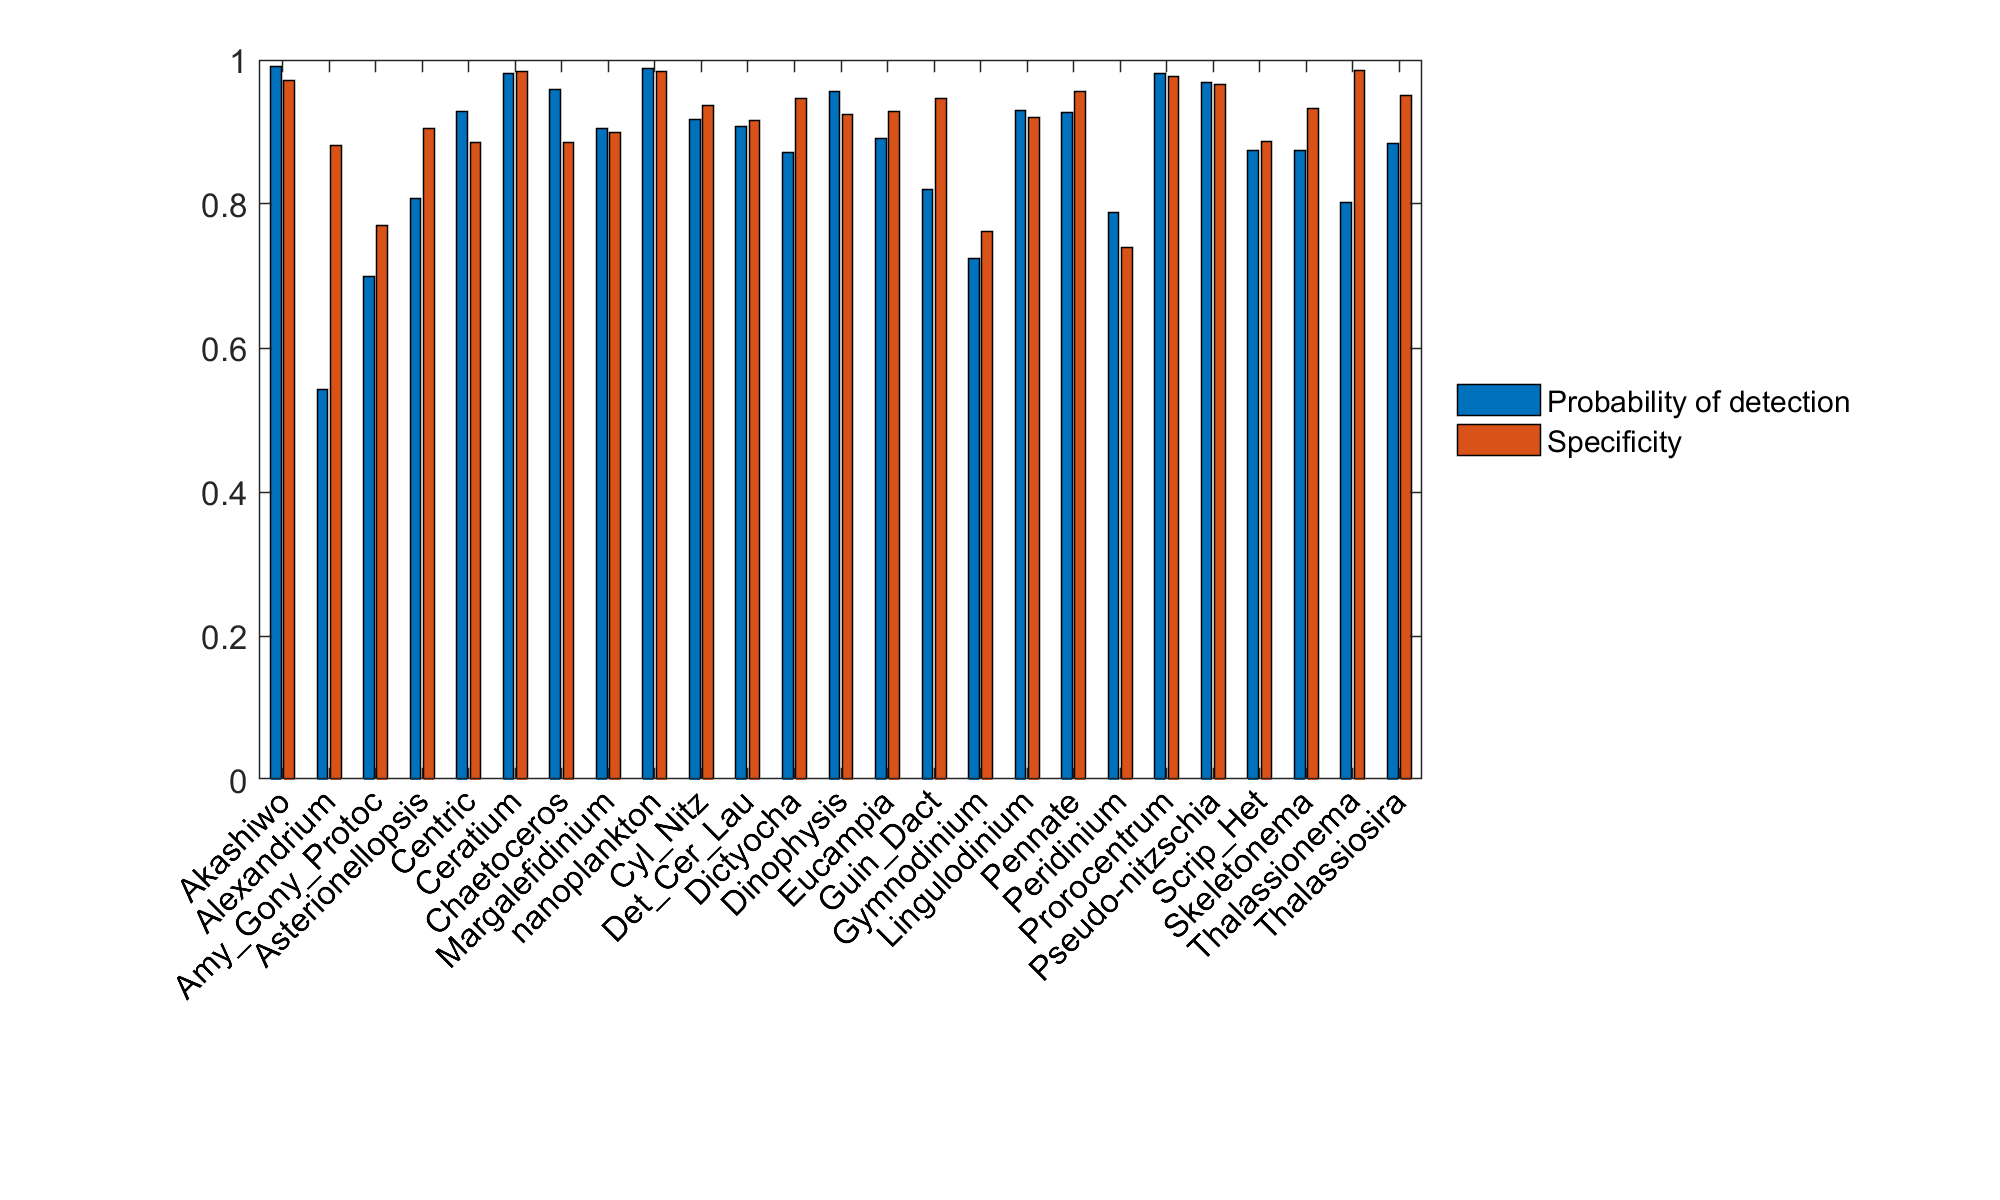 1
0.8
0.6
0.4
0.2
0
Akashiwo
Alexandrium
Amy_Gony_Protoc
Asterionellopsis
Centric
Ceratium
Chaetoceros
Margalefidinium
nanoplankton
Cyl_Nitz
Det_Cer_Lau
Dictyocha
Dinophysis
Eucampia
Guin_Dact
Gymnodinium
Lingulodinium
Pennate
Peridinium
Prorocentrum
Pseudo-nitzschia
Scrip_Het
Skeletonema
Thalassionema
Thalassiosira
Probability of detection
Specificity